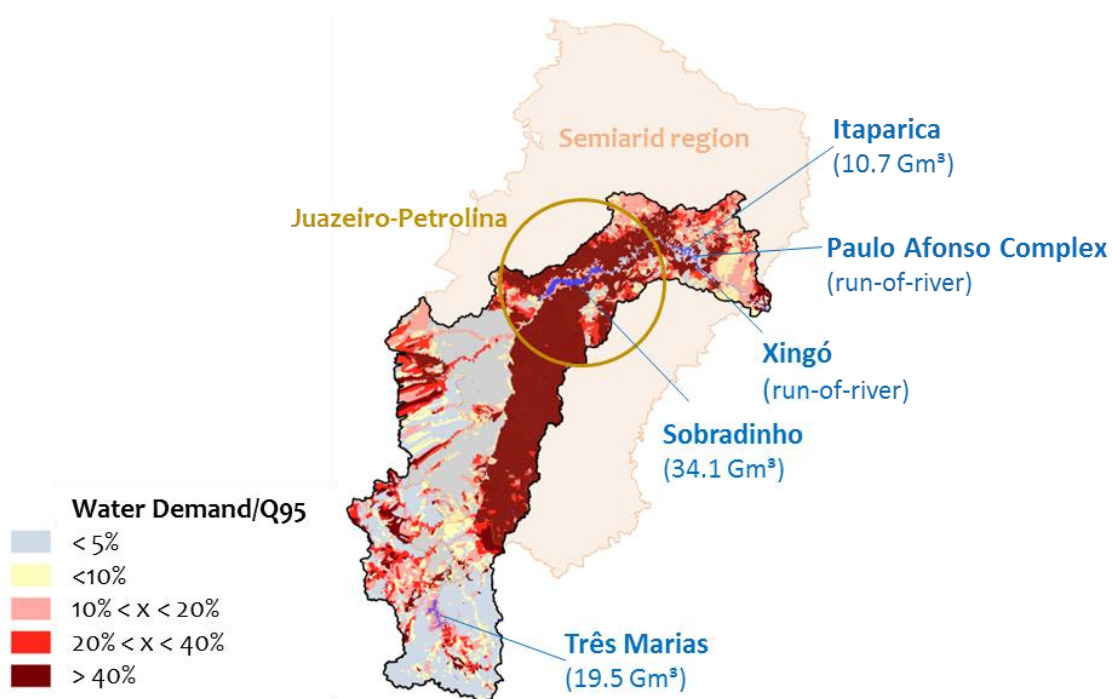 Semiarid region
Itaparica
(10.7 Gm³)
Juazeiro-Petrolina
Paulo Afonso Complex
(run-of-river)
Xingó
(run-of-river)
Sobradinho
(34.1 Gm³)
Water Demand/Q95
< 5%
<10%
10% < x < 20%
20% < x < 40%
> 40%
Três Marias
(19.5 Gm³)